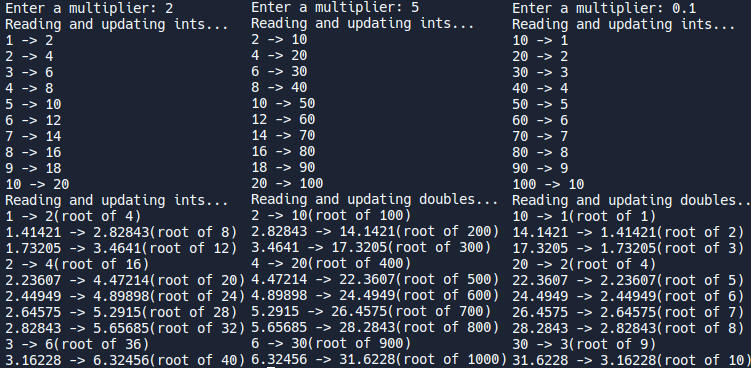 Enter a multiplier: 2
Reading and updating ints...
1 -> 2
2 -> 4
3 -> 6
4 -> 8
5 -> 10
6 -> 12
7 -> 14
8 -> 16
9 -> 18
10 -> 20
Reading and updating ints...
1 -> 2(root of 4)
1.41421 -> 2.82843(root of 8)
1.73205 -> 3.4641(root of 12)
2 -> 4(root of 16)
2.23607 -> 4.47214(root of 20)
2.44949 -> 4.89898(root of 24)
2.64575 -> 5.2915(root of 28)
2.82843 -> 5.65685(root of 32)
3 -> 6(root of 36)
3.16228 -> 6.32456(root of 40)
Enter a multiplier: 5
Reading and updating ints...
2 -> 10
4 -> 20
6 -> 30
8 -> 40
10 -> 50
12 -> 60
14 -> 70
16 -> 80
18 -> 90
20 -> 100
Reading and updating doubles...
2 -> 10(root of 100)
2.82843 -> 14.1421(root of 200)
3.4641 -> 17.3205(root of 300)
4 -> 20(root of 400)
4.47214 -> 22.3607(root of 500)
4.89898 -> 24.4949(root of 600)
5.2915 -> 26.4575(root of 700)
5.65685 -> 28.2843(root of 800)
6 -> 30(root of 900)
6.32456 -> 31.6228(root of 1000)
Enter a multiplier: 0.1
Reading and updating ints...
10 -> 1
20 -> 2
30 -> 3
40 -> 4
50 -> 5
60 -> 6
70 -> 7
80 -> 8
90 -> 9
100 -> 10
Reading and updating doubles..
10 -> 1(root of 1)
14.1421 -> 1.41421(root of 2)
17.3205 -> 1.73205(root of 3)
20 -> 2(root of 4)
22.3607 -> 2.23607(root of 5)
24.4949 -> 2.44949(root of 6)
26.4575 -> 2.64575(root of 7)
28.2843 -> 2.82843(root of 8)
30 -> 3(root of 9)
31.6228 -> 3.16228(root of 10)